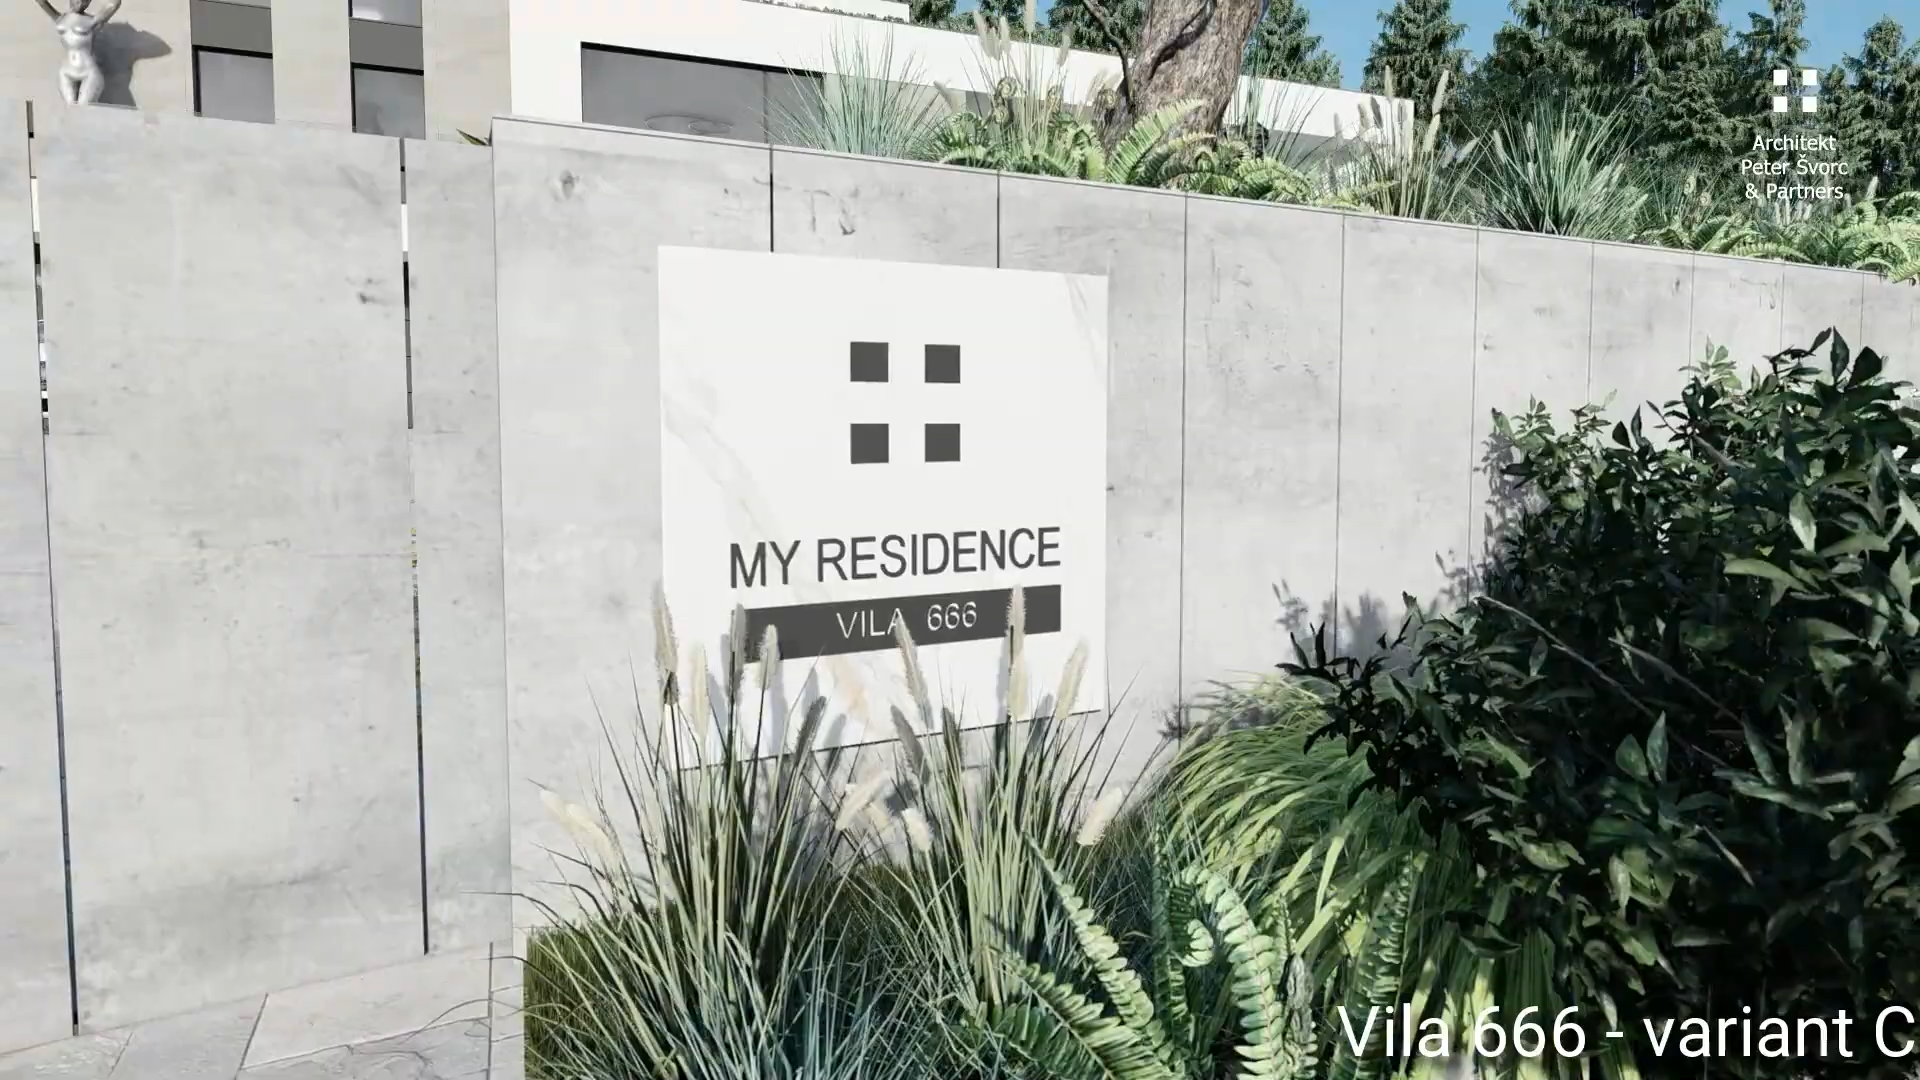 Architekt
Peter Švorc
& Partners
MY RESIDENCE
VILA 666
Vila 666 - variant C